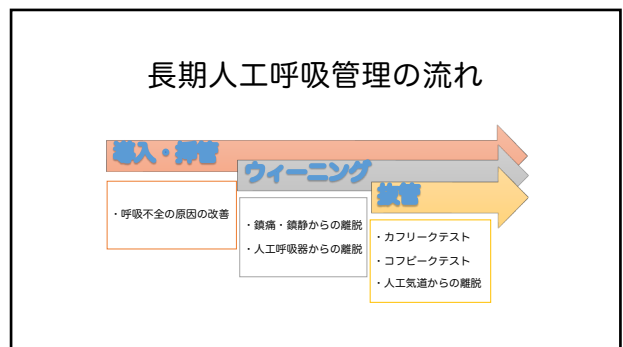 長期人工呼吸管理の流れ
導入・挿管
ウィーニング
抜管
・呼吸不全の原因の改善
・鎮痛・鎮静からの離脱
・人工呼吸器からの離脱
・カフリークテスト
・コフピークテスト
・人工気道からの離脱